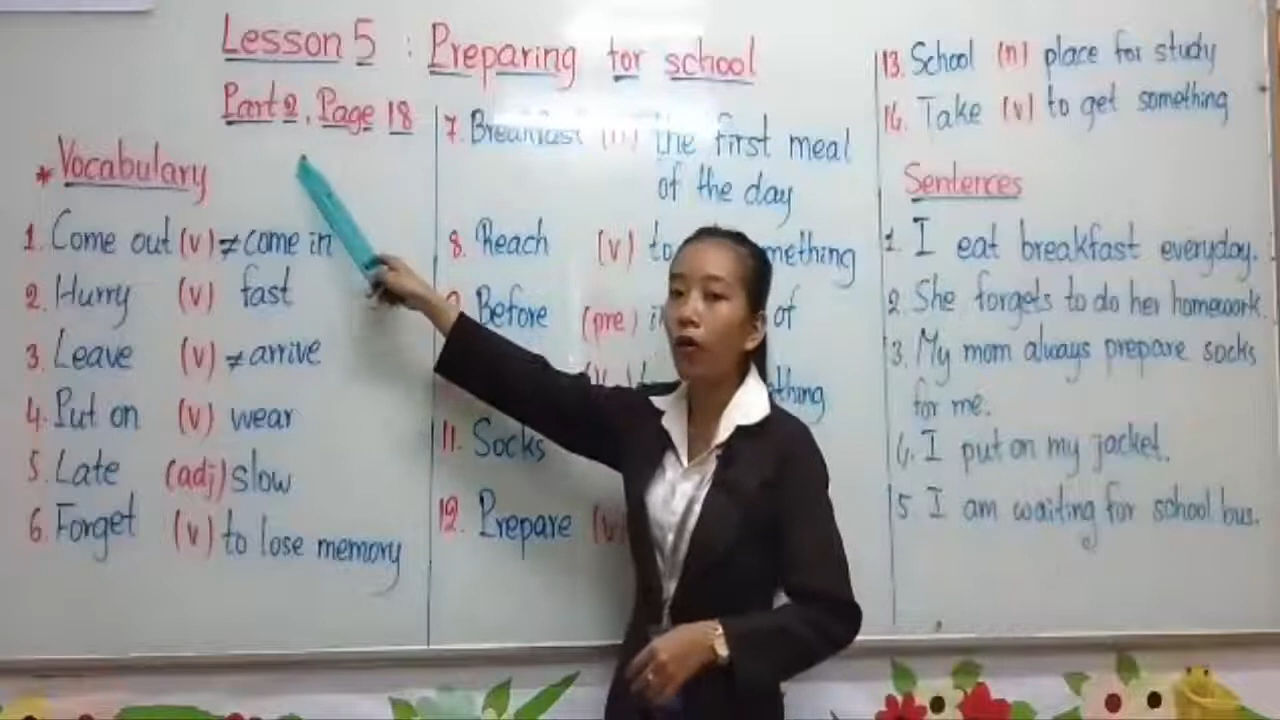 Lesson 5 : Preparing for school
Part 2, Page 18
* Vocabulary
1. Come out (v) ≠ come in
2. Hurry (v) fast
3. Leave (v) ≠ arrive
4. Put on (v) wear
5. Late (adj) slow
6. Forget (v) to lose memory
7. Breakfast (n) the first meal
of the day
8. Reach (v) to
Before (pre) of
11. Socks
12. Prepare
13. School (n) place for study
14. Take (v) to get something
Sentences
1. I eat breakfast everyday.
2. She forgets to do her homework.
3. My mom always prepare socks
for me.
4. I put on my jacket.
5. I am waiting for school bus.